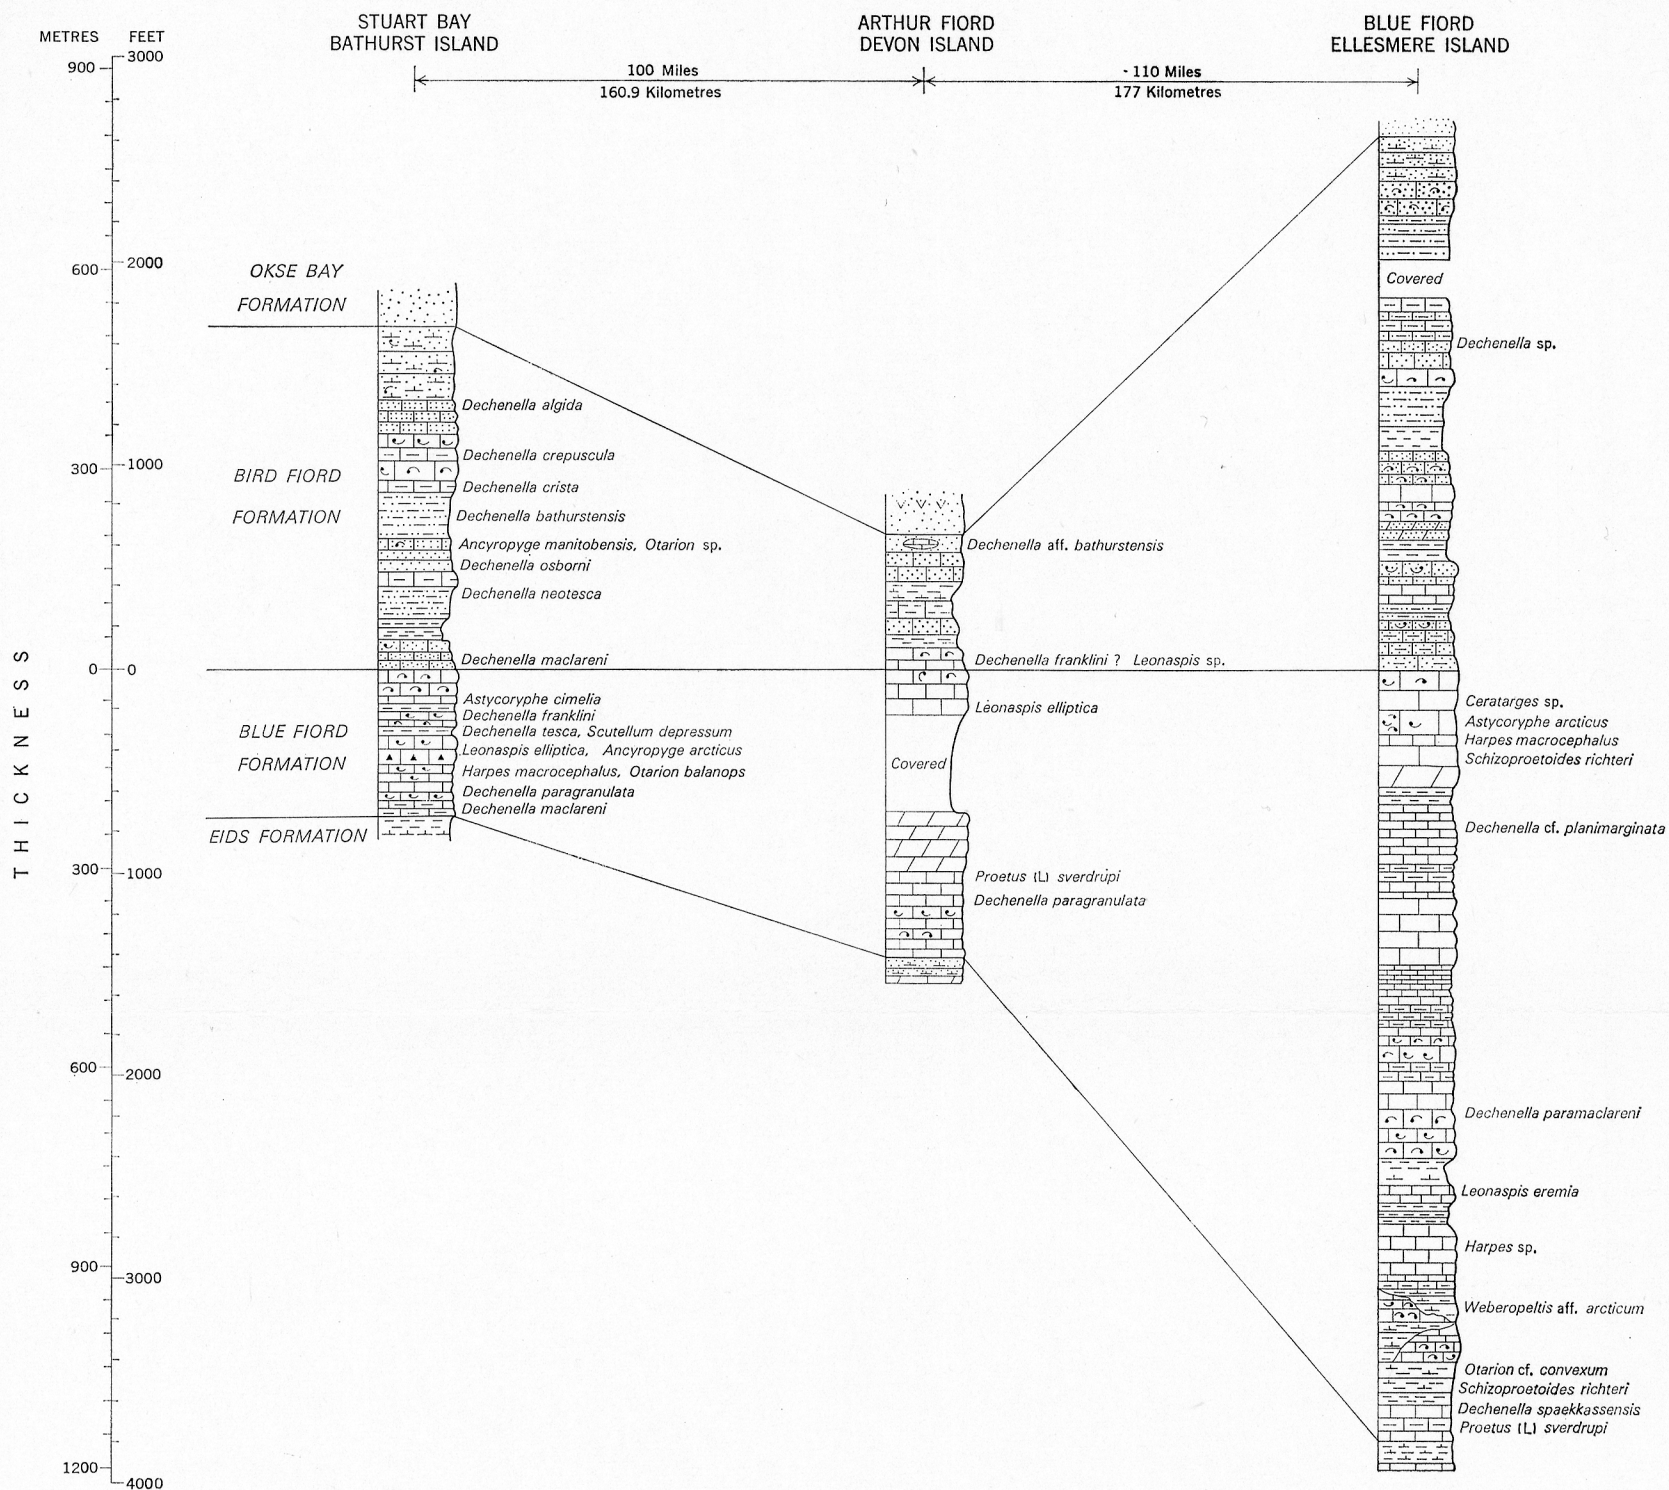 METRES FEET
STUART BAY
BATHURST ISLAND
ARTHUR FIORD
DEVON ISLAND
BLUE FIORD
ELLESMERE ISLAND
100 Miles
160.9 Kilometres
110 Miles
177 Kilometres
THICKNESS
900
3000
600
2000
300
1000
0
0
300
1000
600
2000
900
3000
1200
4000
OKSE BAY
FORMATION
BIRD FIORD
FORMATION
BLUE FIORD
FORMATION
EIDS FORMATION
Dechenella algida
Dechenella crepuscula
Dechenella crista
Dechenella bathurstensis
Ancyropyge manitobensis, Otarion sp.
Dechenella osborni
Dechenella neotesca
Dechenella maclareni
Astycoryphe cimelia
Dechenella franklini
Dechenella tesca, Scutellum depressum
Leonaspis elliptica, Ancyropyge arcticus
Harpes macrocephalus, Otarion balanops
Dechenella paragranulata
Dechenella maclareni
Dechenella aff. bathurstensis
Dechenella franklini ? Leonaspis sp.
Leonaspis elliptica
Covered
Proetus (L) sverdrupi
Dechenella paragranulata
Covered
Dechenella sp.
Ceratarges sp.
Astycoryphe arcticus
Harpes macrocephalus
Schizoproetoides richteri
Dechenella cf. planimarginata
Dechenella paramaclareni
Leonaspis eremia
Harpes sp.
Weberopeltis aff. arcticum
Otarion cf. convexum
Schizoproetoides richteri
Dechenella spaekkassensis
Proetus (L) sverdrupi